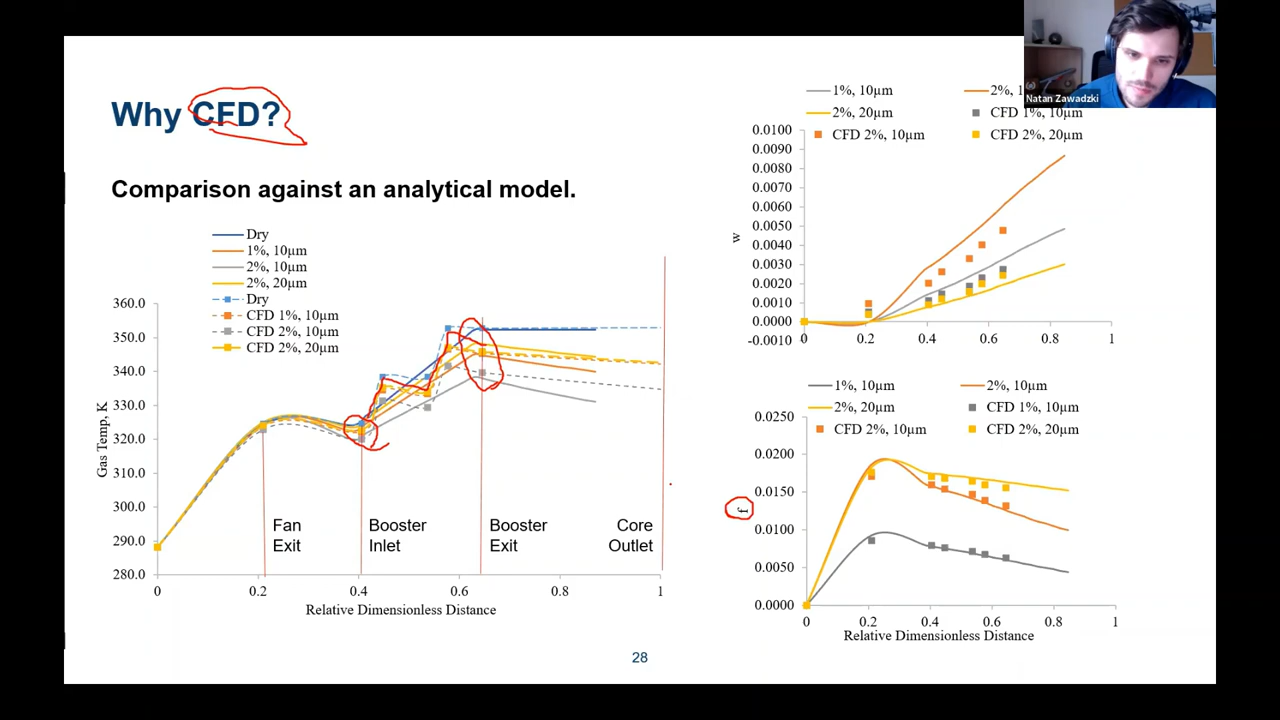 Why CFD?
Comparison against an analytical model.
Dry
1%, 10µm
2%, 10µm
2%, 20µm
Dry
CFD 1%, 10µm
CFD 2%, 10µm
CFD 2%, 20µm
360.0
350.0
340.0
330.0
320.0
310.0
300.0
290.0
280.0
Gas Temp, K
Fan
Exit
Booster
Inlet
Booster
Exit
Core
Outlet
0 0.2 0.4 0.6 0.8 1
Relative Dimensionless Distance
28
Natan Zawadzki
1%, 10µm
2%, 20µm CFD 1%, 10µm
CFD 2%, 10µm CFD 2%, 20µm
0.0100
0.0090
0.0080
0.0070
0.0060
0.0050
0.0040
0.0030
0.0020
0.0010
0.0000
-0.0010
w
0 0.2 0.4 0.6 0.8 1
1%, 10µm 2%, 10µm
2%, 20µm CFD 1%, 10µm
CFD 2%, 10µm CFD 2%, 20µm
0.0250
0.0200
0.0150
0.0100
0.0050
0.0000
f
0 0.2 0.4 0.6 0.8 1
Relative Dimensionless Distance